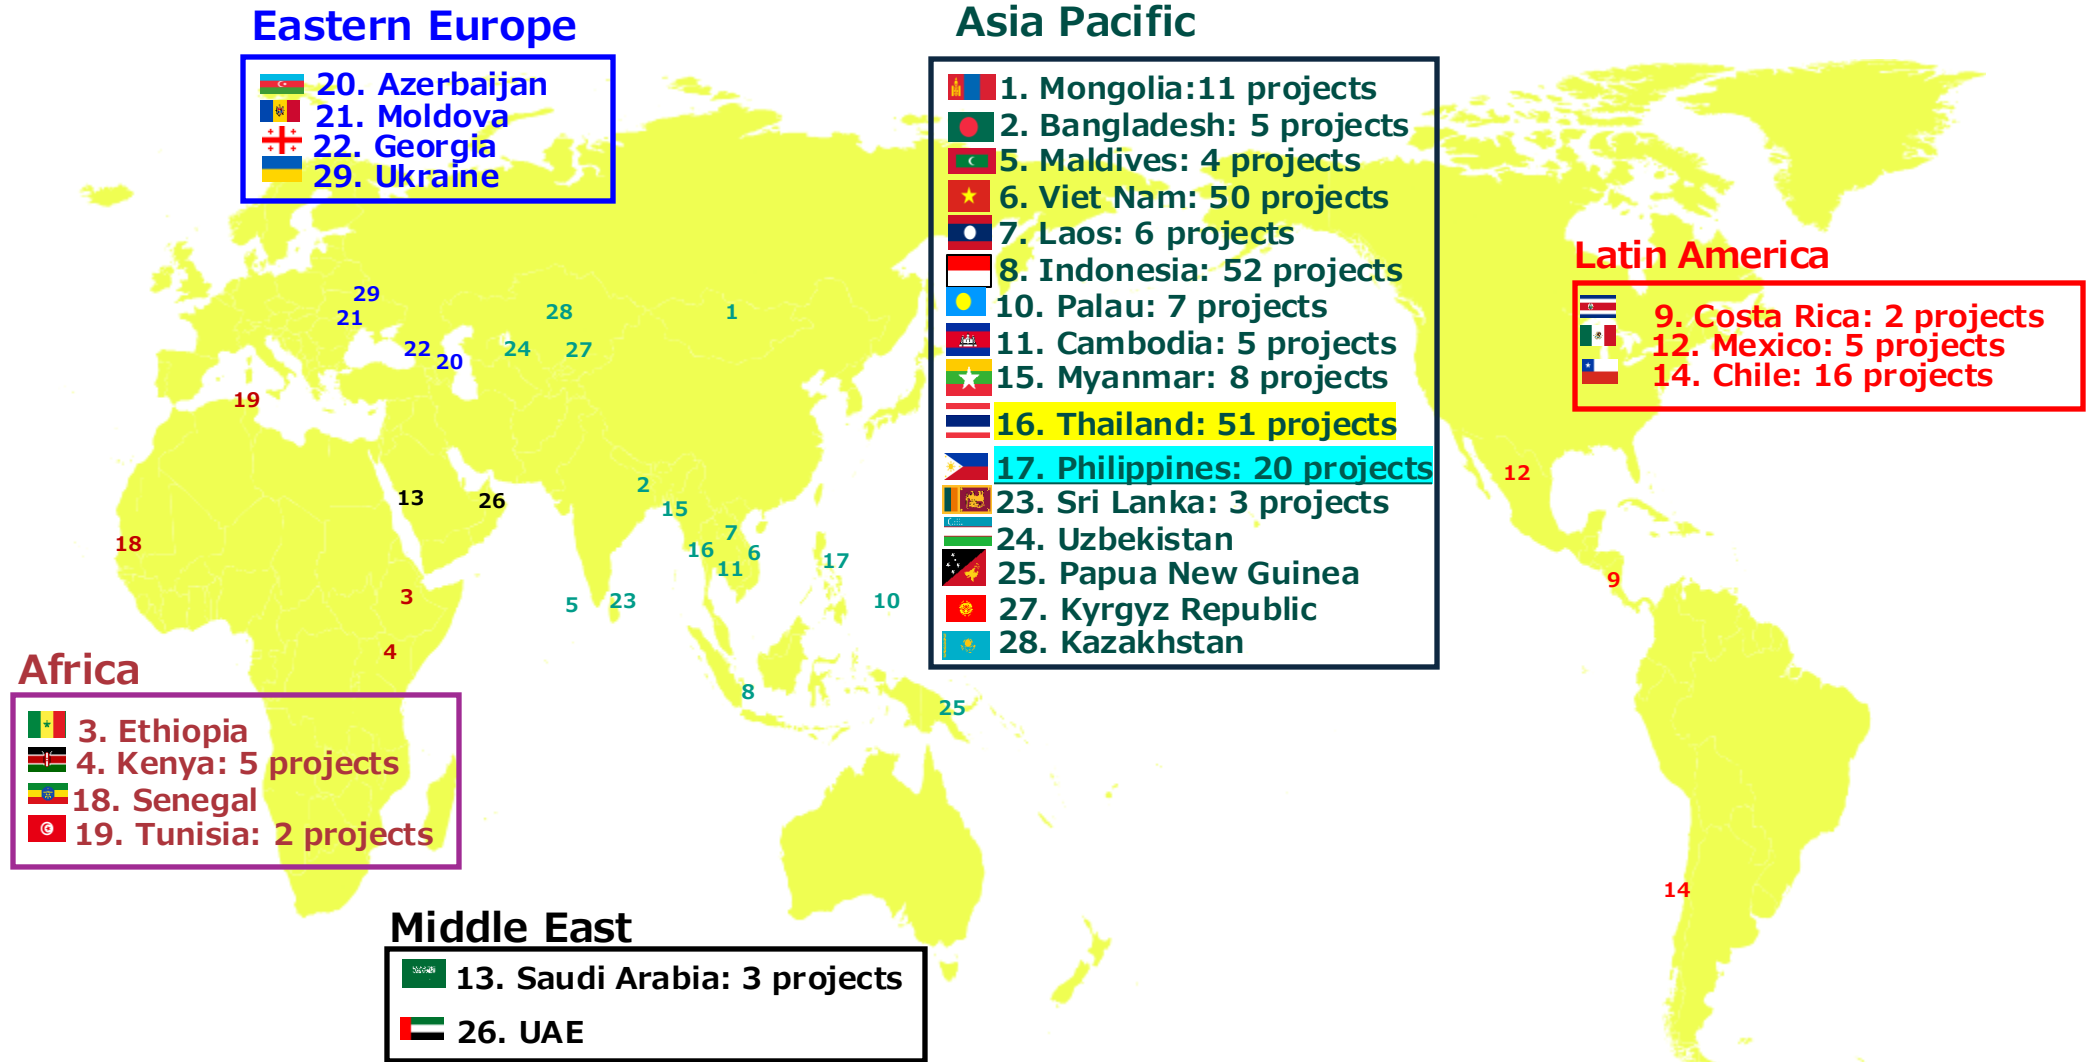 Eastern Europe
20. Azerbaijan
21. Moldova
22. Georgia
29. Ukraine
Asia Pacific
1. Mongolia:11 projects
2. Bangladesh: 5 projects
5. Maldives: 4 projects
6. Viet Nam: 50 projects
7. Laos: 6 projects
8. Indonesia: 52 projects
10. Palau: 7 projects
11. Cambodia: 5 projects
15. Myanmar: 8 projects
16. Thailand: 51 projects
17. Philippines: 20 projects
23. Sri Lanka: 3 projects
24. Uzbekistan
25. Papua New Guinea
27. Kyrgyz Republic
28. Kazakhstan
Latin America
9. Costa Rica: 2 projects
12. Mexico: 5 projects
14. Chile: 16 projects
29
21
22
20
28
24
27
1
19
13
26
2
15
7
16
6
11
17
18
3
5
23
10
4
8
25
12
9
14
Africa
3. Ethiopia
4. Kenya: 5 projects
18. Senegal
19. Tunisia: 2 projects
Middle East
13. Saudi Arabia: 3 projects
26. UAE